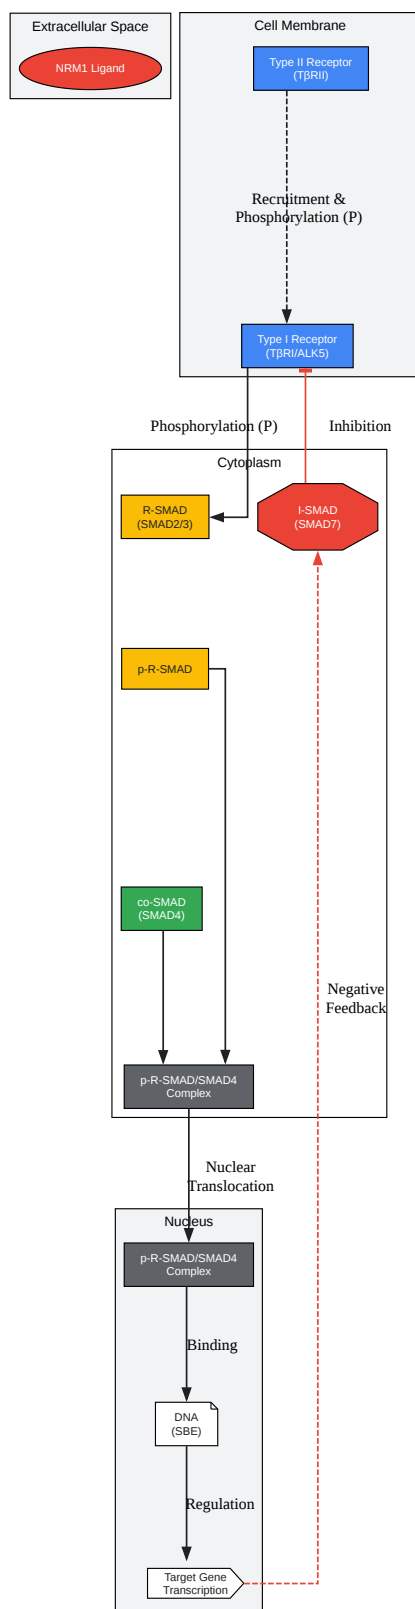 Extracellular Space
NRM1 Ligand
Cell Membrane
Type II Receptor
(TβRII)
Recruitment &
Phosphorylation (P)
Type I Receptor
(TβRI/ALK5)
Phosphorylation (P)
Inhibition
Cytoplasm
R-SMAD
(SMAD2/3)
I-SMAD
(SMAD7)
p-R-SMAD
co-SMAD
(SMAD4)
Negative
Feedback
p-R-SMAD/SMAD4
Complex
Nuclear
Translocation
Nucleus
p-R-SMAD/SMAD4
Complex
Binding
DNA
(SBE)
Regulation
Target Gene
Transcription